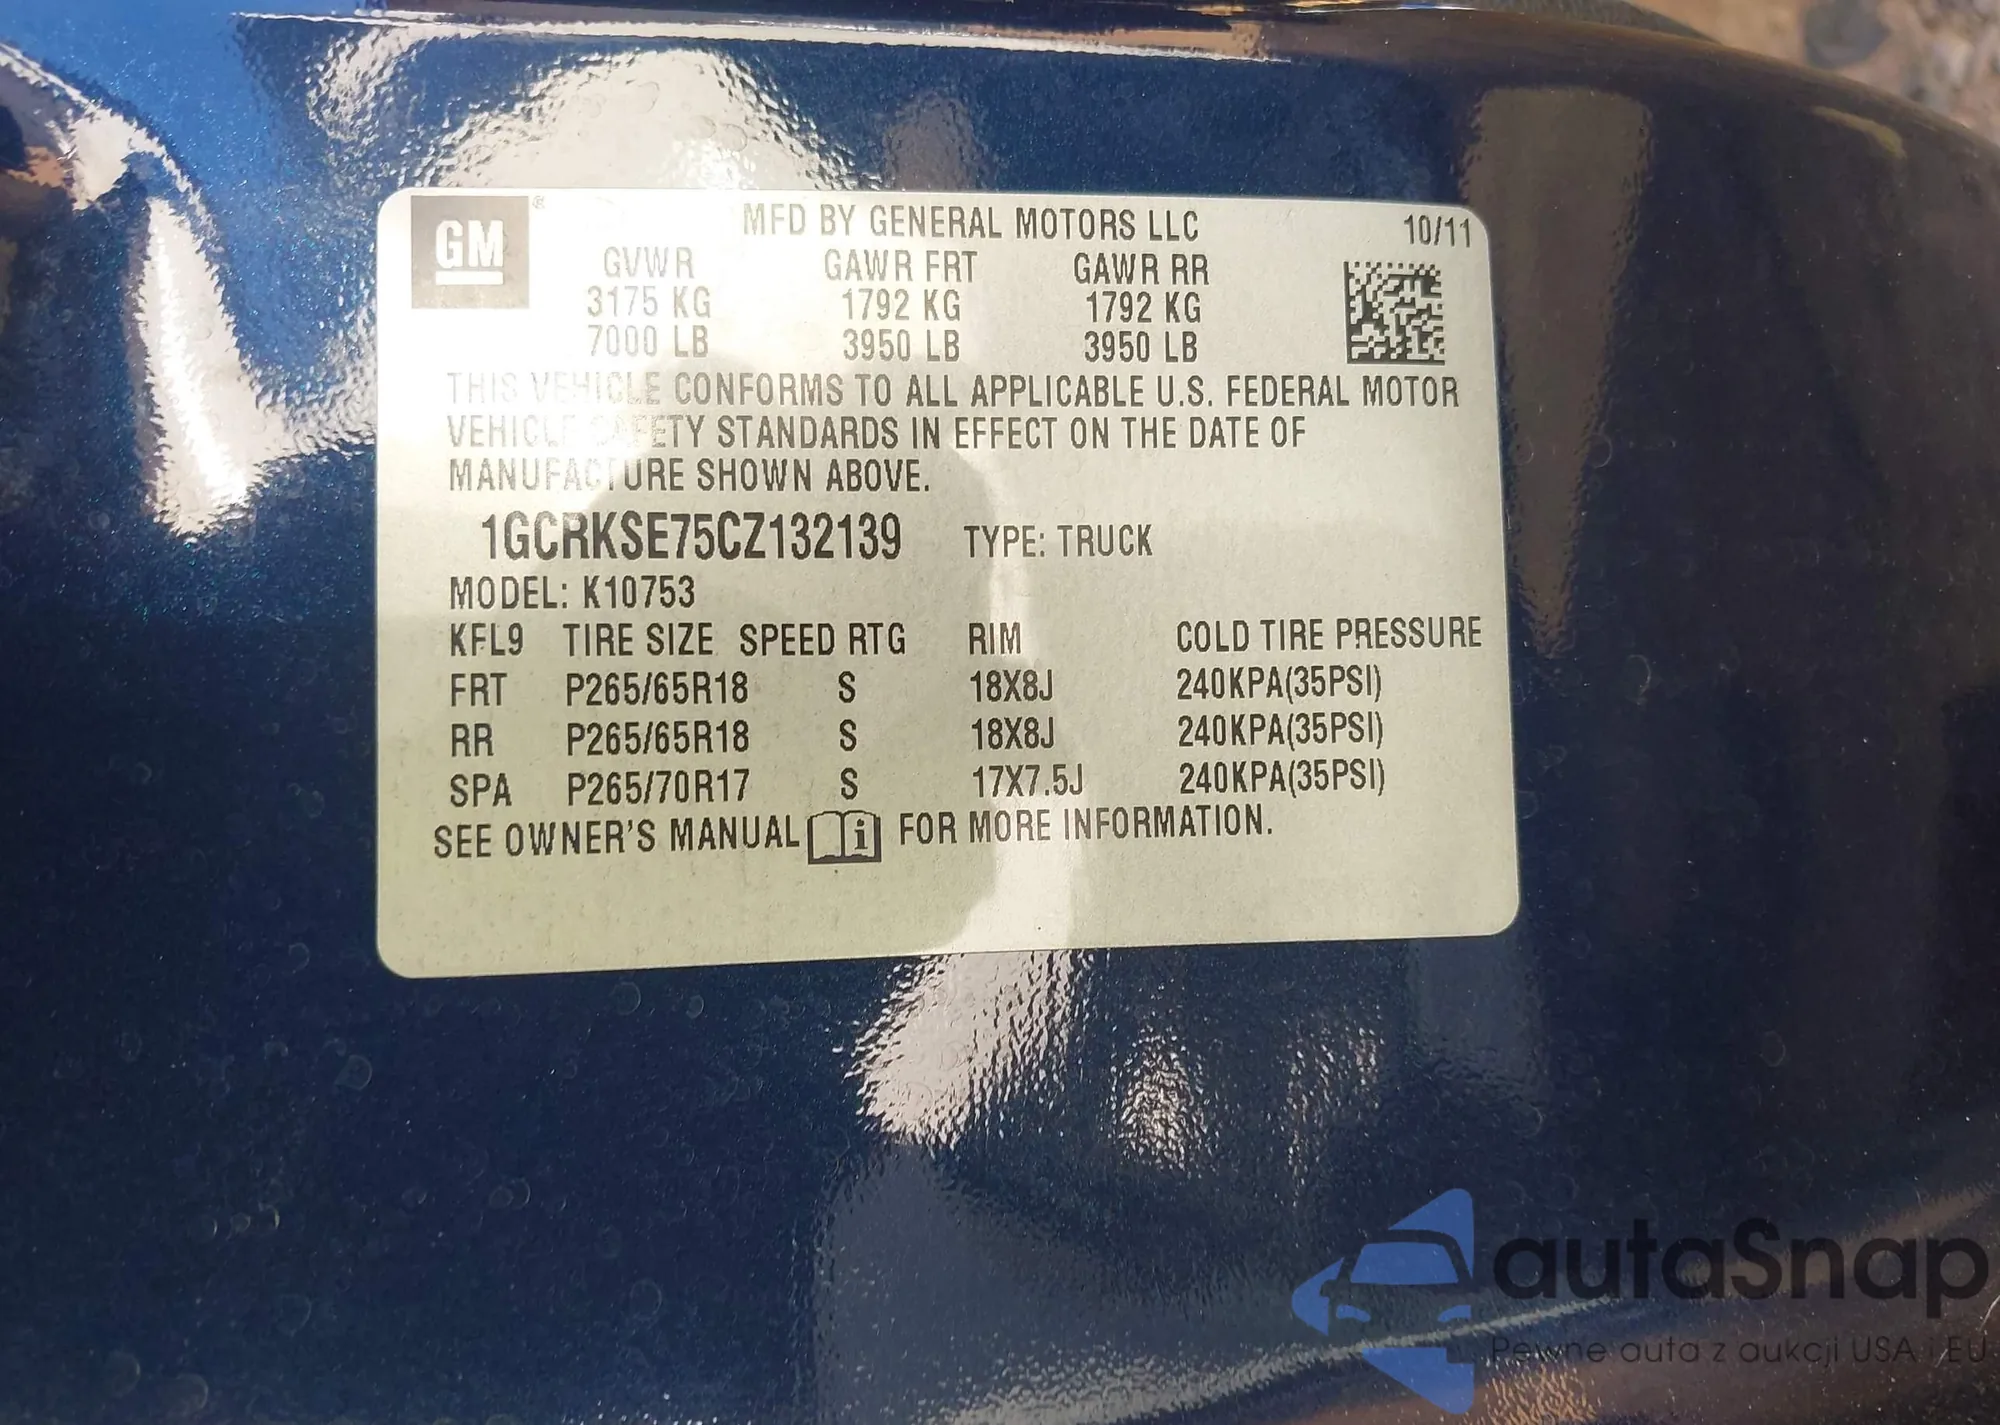 GM®
MFD BY GENERAL MOTORS LLC 10/11
GVWR GAWR FRT GAWR RR
3175 KG 1792 KG 1792 KG
7000 LB 3950 LB 3950 LB
THIS VEHICLE CONFORMS TO ALL APPLICABLE U.S. FEDERAL MOTOR
VEHICLE SAFETY STANDARDS IN EFFECT ON THE DATE OF
MANUFACTURE SHOWN ABOVE.
1GCRKSE75CZ132139 TYPE: TRUCK
MODEL: K10753
KFL9 TIRE SIZE SPEED RTG RIM COLD TIRE PRESSURE
FRT P265/65R18 S 18X8J 240KPA(35PSI)
RR P265/65R18 S 18X8J 240KPA(35PSI)
SPA P265/70R17 S 17X7.5J 240KPA(35PSI)
SEE OWNER'S MANUAL i FOR MORE INFORMATION.
autaSnap
Pewne auta z aukcji USA i EU